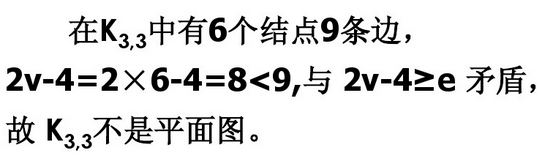 在K3,3中有6个结点9条边，
2v-4=2×6-4=8<9,与 2v-4≥e 矛盾，
故 K3,3不是平面图。